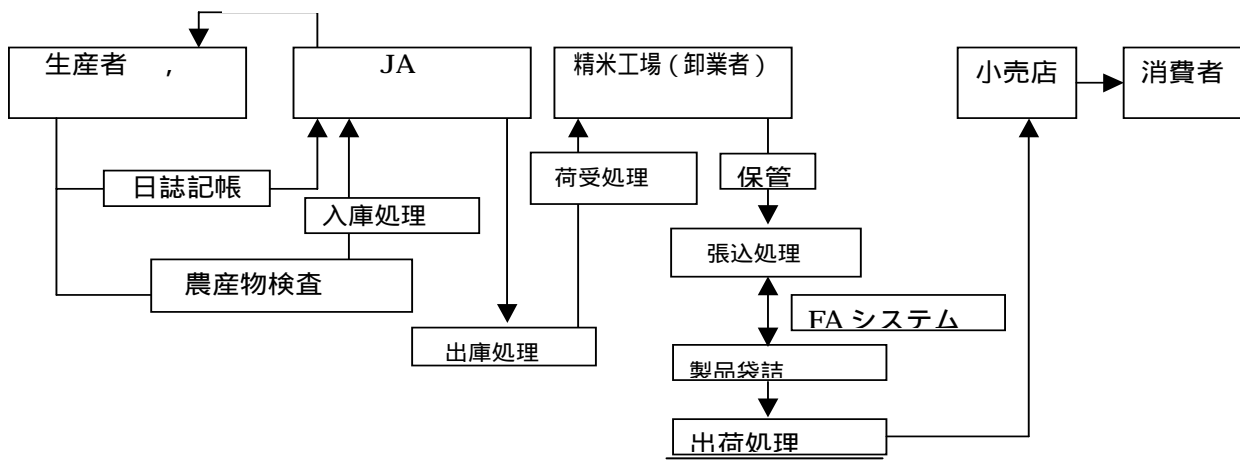 生産者　,
JA
精米工場（卸業者）
小売店
消費者
日誌記帳
荷受処理
保管
入庫処理
張込処理
農産物検査
FA システム
出庫処理
製品袋詰
出荷処理